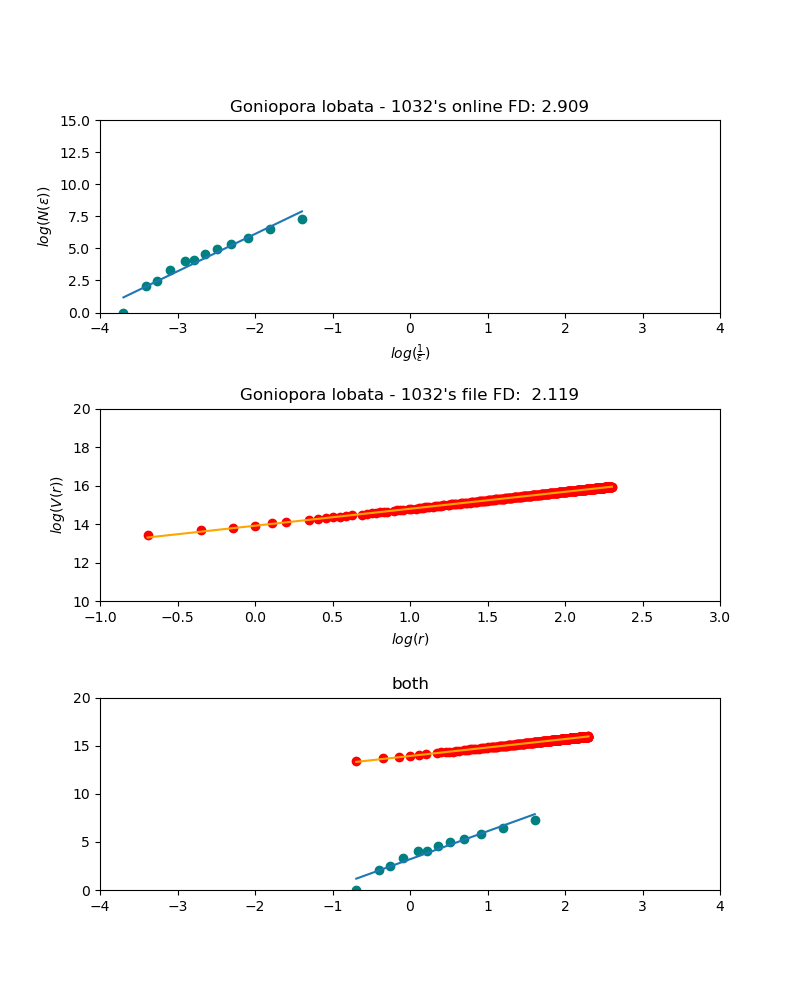 Goniopora lobata - 1032's online FD: 2.909
15.0
12.5
10.0
7.5
5.0
2.5
0.0
log(N(ε))
−4 −3 −2 −1 0 1 2 3 4
log(1/ε)
Goniopora lobata - 1032's file FD:  2.119
20
18
16
14
12
10
log(V(r))
−1.0 −0.5 0.0 0.5 1.0 1.5 2.0 2.5 3.0
log(r)
both
20
15
10
5
0
−4 −3 −2 −1 0 1 2 3 4